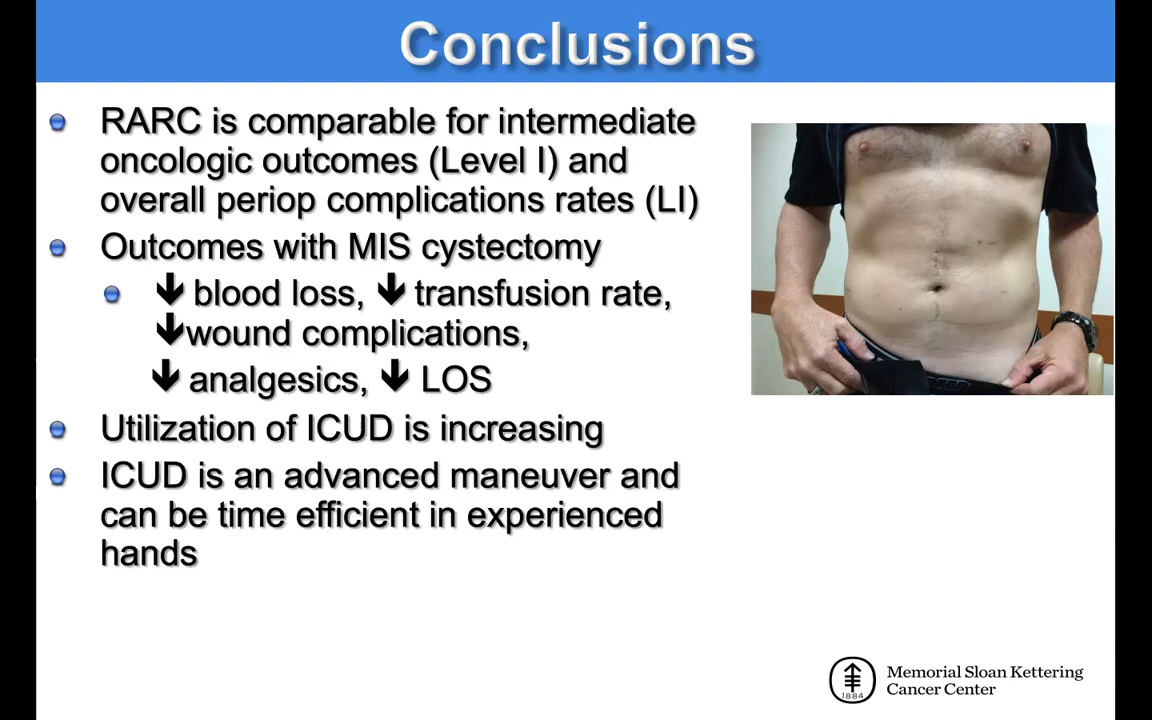 Conclusions
RARC is comparable for intermediate
oncologic outcomes (Level I) and
overall periop complications rates (LI)
Outcomes with MIS cystectomy
🡇 blood loss, 🡇 transfusion rate,
🡇wound complications,
🡇 analgesics, 🡇 LOS
Utilization of ICUD is increasing
ICUD is an advanced maneuver and
can be time efficient in experienced
hands
1884
Memorial Sloan Kettering
Cancer Center